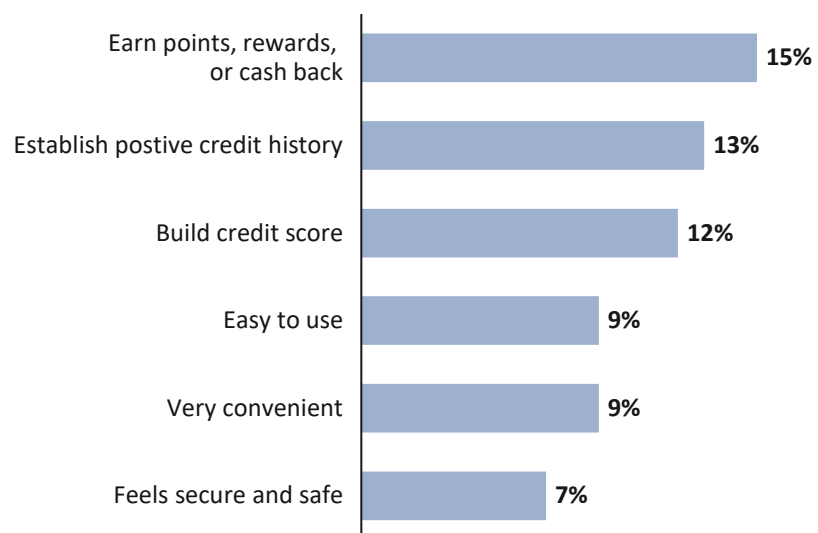 Earn points, rewards,
or cash back
15%
Establish postive credit history
13%
Build credit score
12%
Easy to use
9%
Very convenient
9%
Feels secure and safe
7%